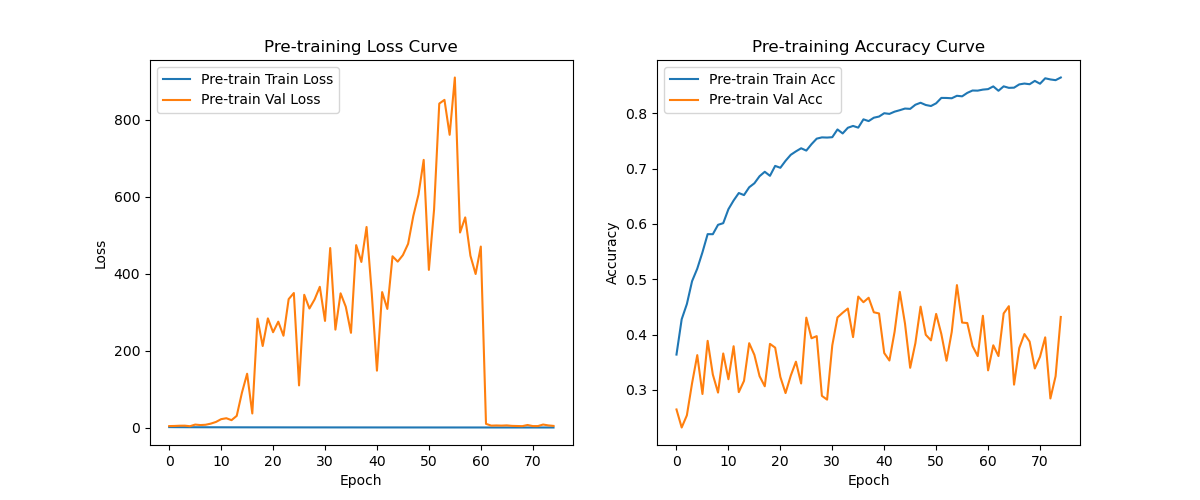 Pre-training Loss Curve
Pre-train Train Loss
Pre-train Val Loss
Loss
800
600
400
200
0
0 10 20 30 40 50 60 70
Epoch
Pre-training Accuracy Curve
Pre-train Train Acc
Pre-train Val Acc
Accuracy
0.8
0.7
0.6
0.5
0.4
0.3
0 10 20 30 40 50 60 70
Epoch